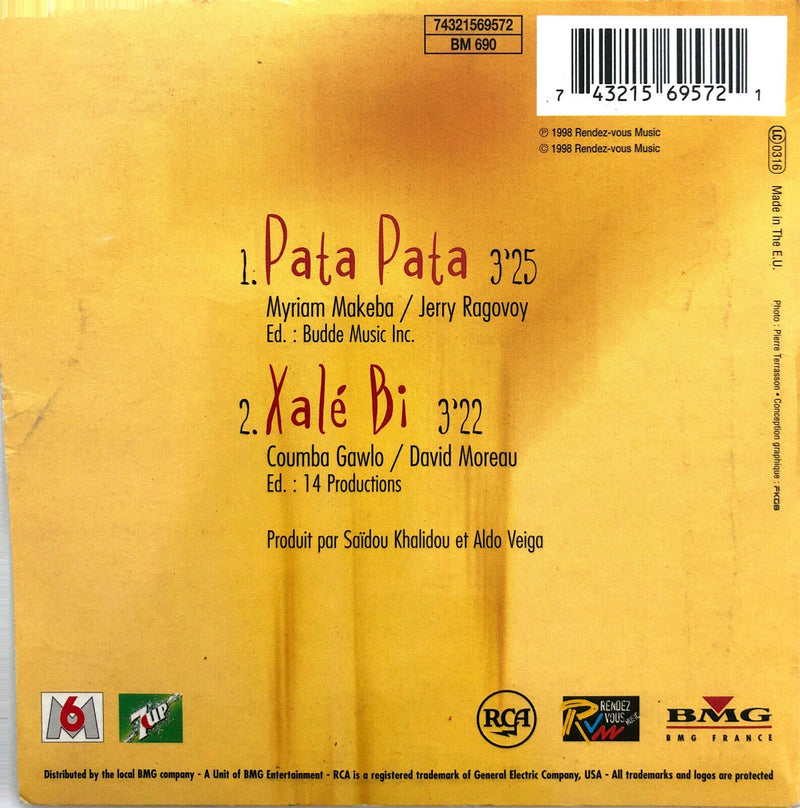 74321569572
BM 690
7 43215 69572 1
℗ 1998 Rendez-vous Music
© 1998 Rendez-vous Music
LC 0316
Made in The E.U.
Photo : Pierre Terrasson • Conception graphique : FKGB
1. Pata Pata 3'25
Myriam Makeba / Jerry Ragovoy
Ed. : Budde Music Inc.
2. Xalé Bi 3'22
Coumba Gawlo / David Moreau
Ed. : 14 Productions
Produit par Saïdou Khalidou et Aldo Veiga
M6
7UP
RCA
RENDEZ VOUS MUSIC
RVM
BMG
BMG FRANCE
Distributed by the local BMG company - A Unit of BMG Entertainment - RCA is a registered trademark of General Electric Company, USA - All trademarks and logos are protected